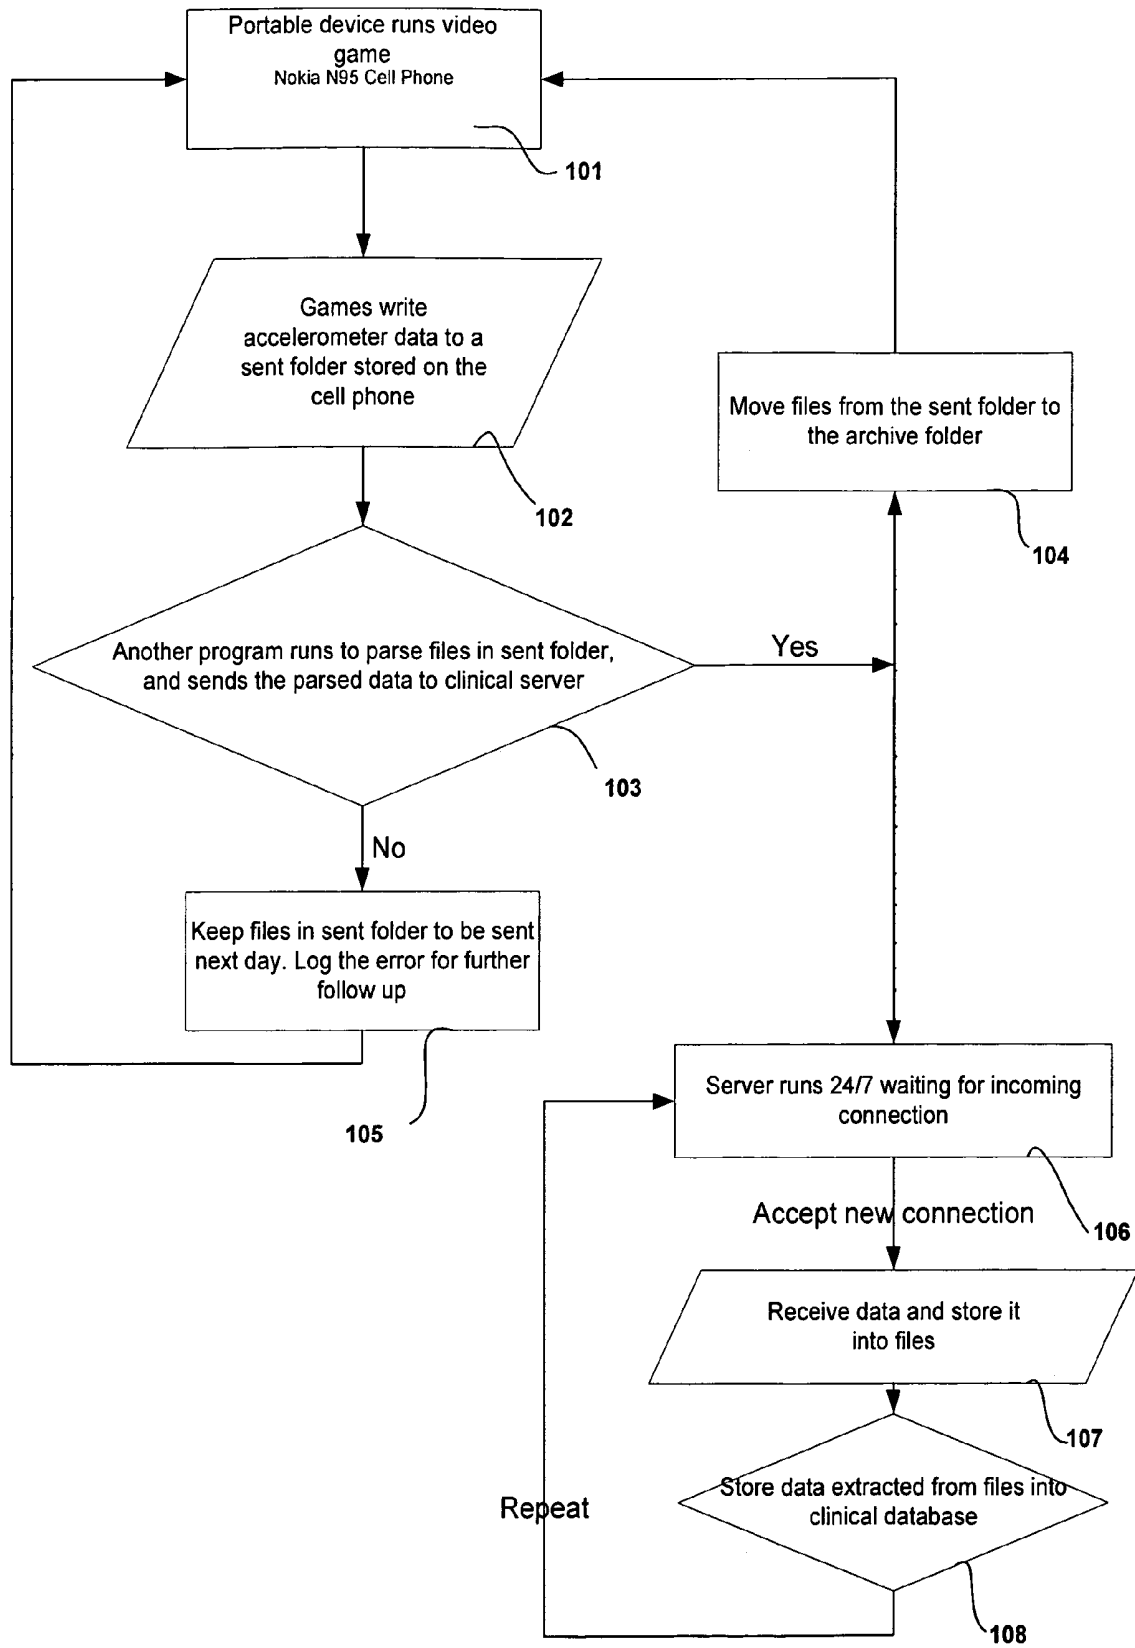 Portable device runs video
game
Nokia N95 Cell Phone
101
Games write
accelerometer data to a
sent folder stored on the
cell phone
102
Move files from the sent folder to
the archive folder
104
Another program runs to parse files in sent folder,
and sends the parsed data to clinical server
103
Yes
No
Keep files in sent folder to be sent
next day. Log the error for further
follow up
105
Server runs 24/7 waiting for incoming
connection
106
Accept new connection
Receive data and store it
into files
107
Store data extracted from files into
clinical database
108
Repeat